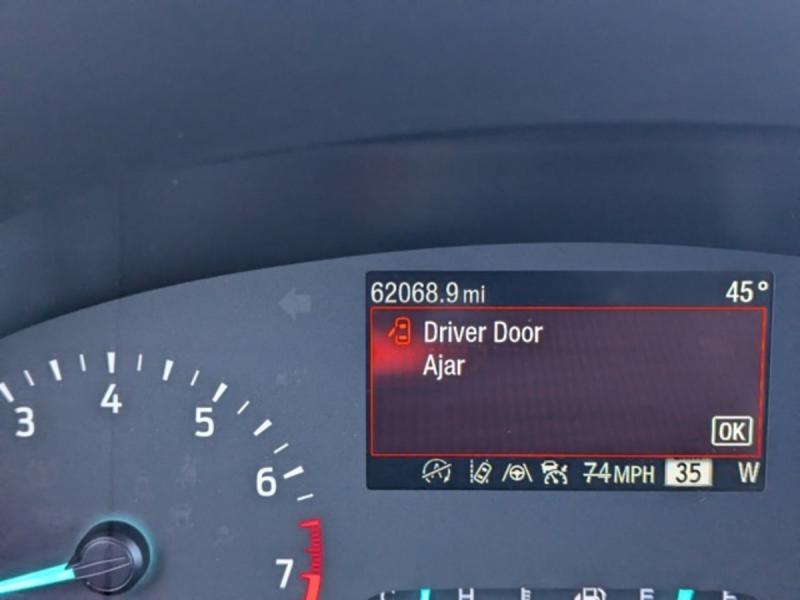 62068.9 mi 45°
Driver Door
Ajar
OK
74 MPH 35 W
3 4 5 6 7
H